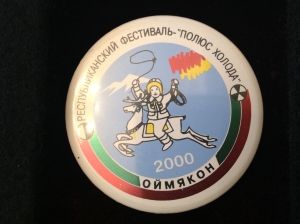 РЕСПУБЛИКАНСКИЙ ФЕСТИВАЛЬ-"ПОЛЮС ХОЛОДА"
2000
ОЙМЯКОН